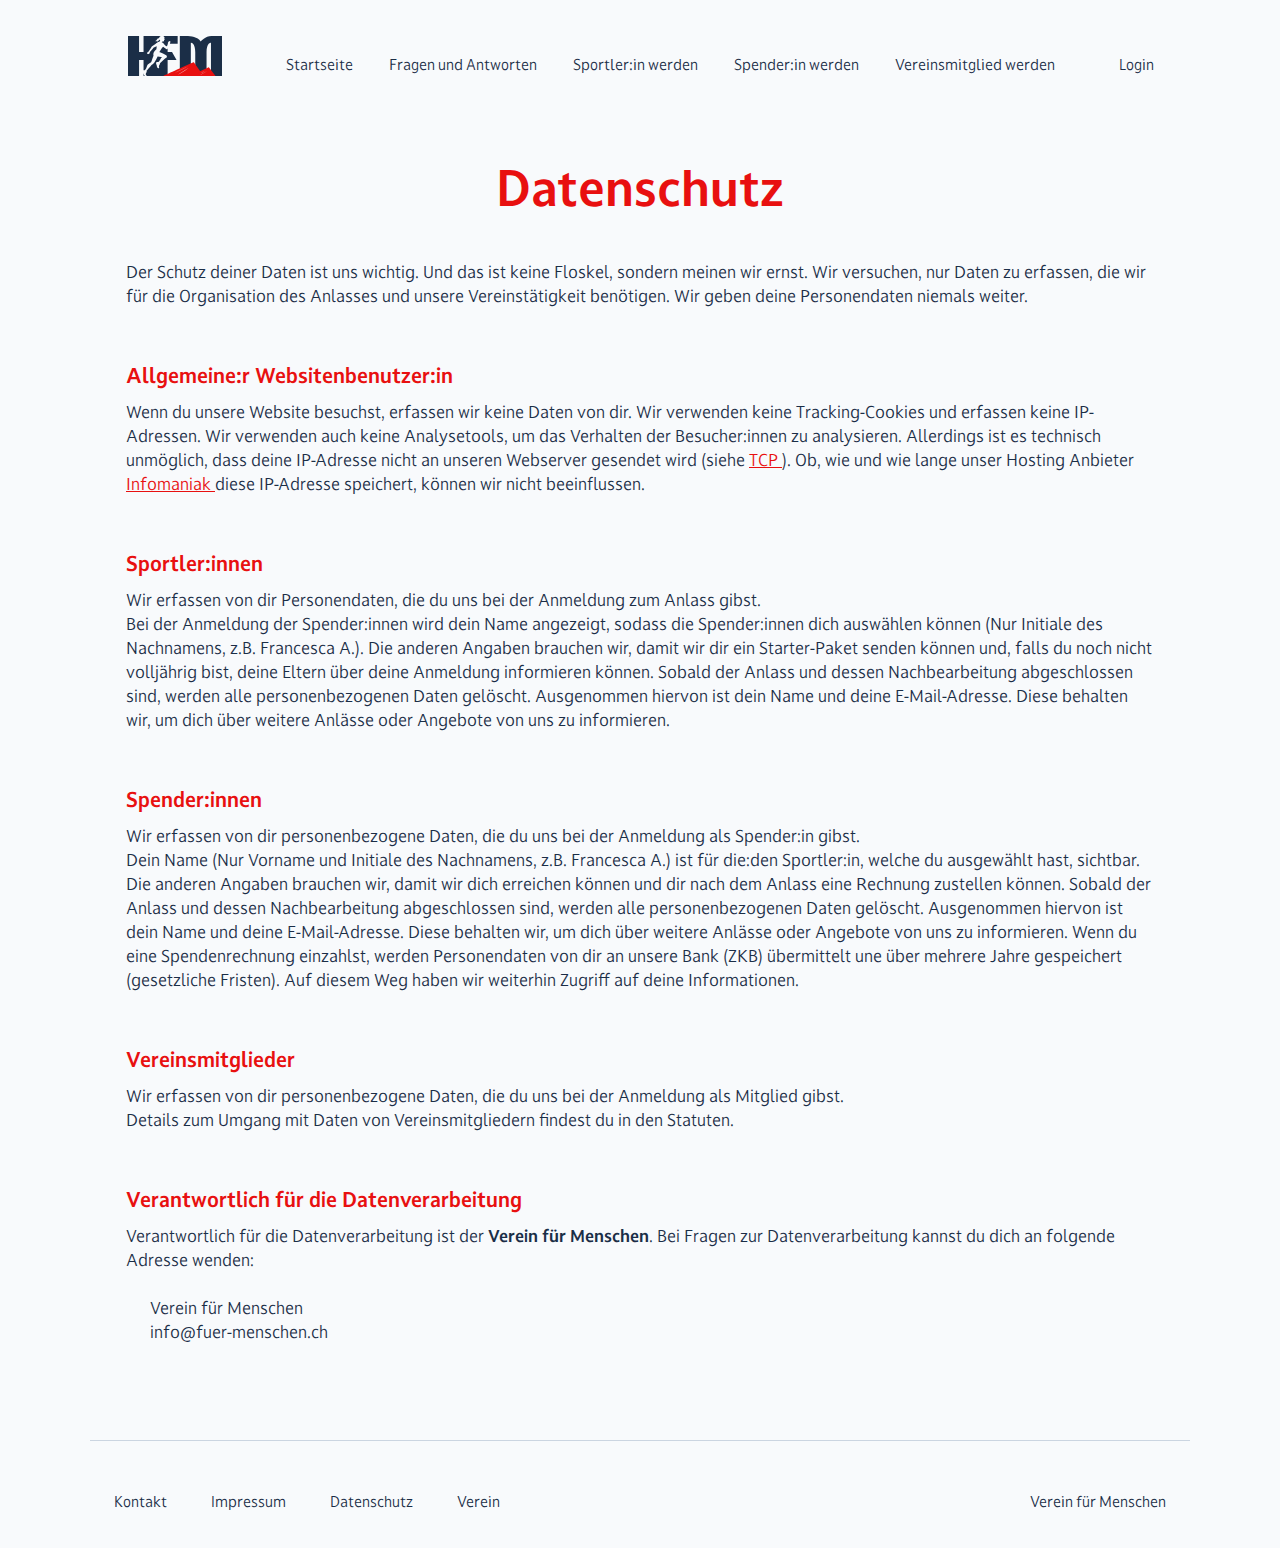 HFM
Startseite Fragen und Antworten Sportler:in werden Spender:in werden Vereinsmitglied werden Login
Datenschutz
Der Schutz deiner Daten ist uns wichtig. Und das ist keine Floskel, sondern meinen wir ernst. Wir versuchen, nur Daten zu erfassen, die wir
für die Organisation des Anlasses und unsere Vereinstätigkeit benötigen. Wir geben deine Personendaten niemals weiter.
Allgemeine:r Websitenbenutzer:in
Wenn du unsere Website besuchst, erfassen wir keine Daten von dir. Wir verwenden keine Tracking-Cookies und erfassen keine IP-
Adressen. Wir verwenden auch keine Analysetools, um das Verhalten der Besucher:innen zu analysieren. Allerdings ist es technisch
unmöglich, dass deine IP-Adresse nicht an unseren Webserver gesendet wird (siehe TCP ). Ob, wie und wie lange unser Hosting Anbieter
Infomaniak diese IP-Adresse speichert, können wir nicht beeinflussen.
Sportler:innen
Wir erfassen von dir Personendaten, die du uns bei der Anmeldung zum Anlass gibst.
Bei der Anmeldung der Spender:innen wird dein Name angezeigt, sodass die Spender:innen dich auswählen können (Nur Initiale des
Nachnamens, z.B. Francesca A.). Die anderen Angaben brauchen wir, damit wir dir ein Starter-Paket senden können und, falls du noch nicht
volljährig bist, deine Eltern über deine Anmeldung informieren können. Sobald der Anlass und dessen Nachbearbeitung abgeschlossen
sind, werden alle personenbezogenen Daten gelöscht. Ausgenommen hiervon ist dein Name und deine E-Mail-Adresse. Diese behalten
wir, um dich über weitere Anlässe oder Angebote von uns zu informieren.
Spender:innen
Wir erfassen von dir personenbezogene Daten, die du uns bei der Anmeldung als Spender:in gibst.
Dein Name (Nur Vorname und Initiale des Nachnamens, z.B. Francesca A.) ist für die:den Sportler:in, welche du ausgewählt hast, sichtbar.
Die anderen Angaben brauchen wir, damit wir dich erreichen können und dir nach dem Anlass eine Rechnung zustellen können. Sobald der
Anlass und dessen Nachbearbeitung abgeschlossen sind, werden alle personenbezogenen Daten gelöscht. Ausgenommen hiervon ist
dein Name und deine E-Mail-Adresse. Diese behalten wir, um dich über weitere Anlässe oder Angebote von uns zu informieren. Wenn du
eine Spendenrechnung einzahlst, werden Personendaten von dir an unsere Bank (ZKB) übermittelt une über mehrere Jahre gespeichert
(gesetzliche Fristen). Auf diesem Weg haben wir weiterhin Zugriff auf deine Informationen.
Vereinsmitglieder
Wir erfassen von dir personenbezogene Daten, die du uns bei der Anmeldung als Mitglied gibst.
Details zum Umgang mit Daten von Vereinsmitgliedern findest du in den Statuten.
Verantwortlich für die Datenverarbeitung
Verantwortlich für die Datenverarbeitung ist der Verein für Menschen. Bei Fragen zur Datenverarbeitung kannst du dich an folgende
Adresse wenden:
Verein für Menschen
info@fuer-menschen.ch
Kontakt Impressum Datenschutz Verein Verein für Menschen